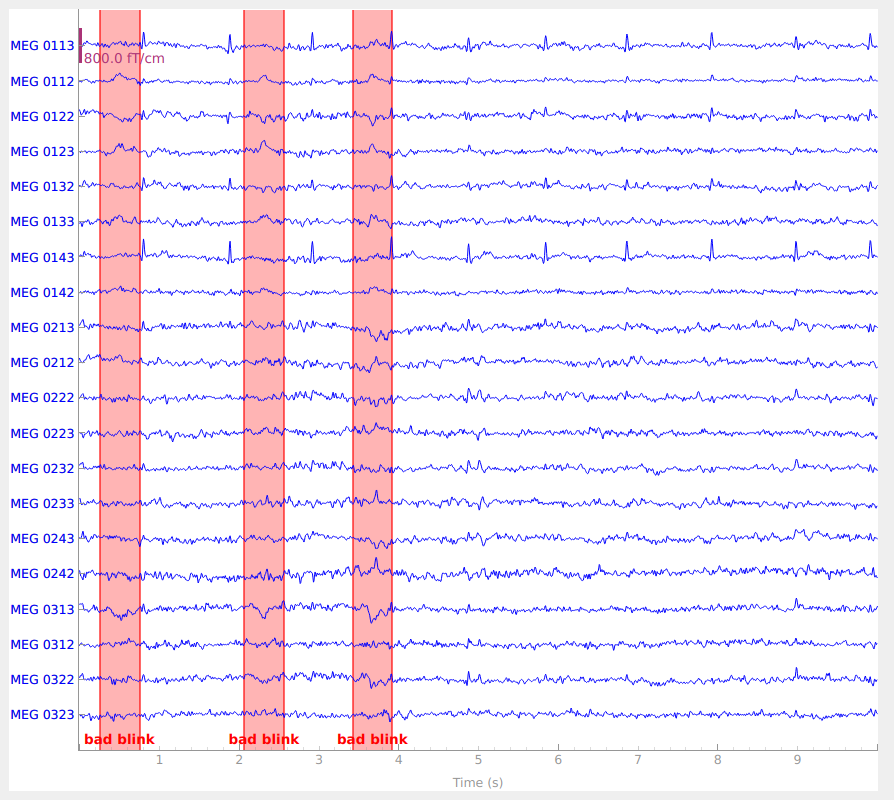 MEG 0113
800.0 fT/cm
MEG 0112
MEG 0122
MEG 0123
MEG 0132
MEG 0133
MEG 0143
MEG 0142
MEG 0213
MEG 0212
MEG 0222
MEG 0223
MEG 0232
MEG 0233
MEG 0243
MEG 0242
MEG 0313
MEG 0312
MEG 0322
MEG 0323
bad blink bad blink bad blink
1 2 3 4 5 6 7 8 9
Time (s)